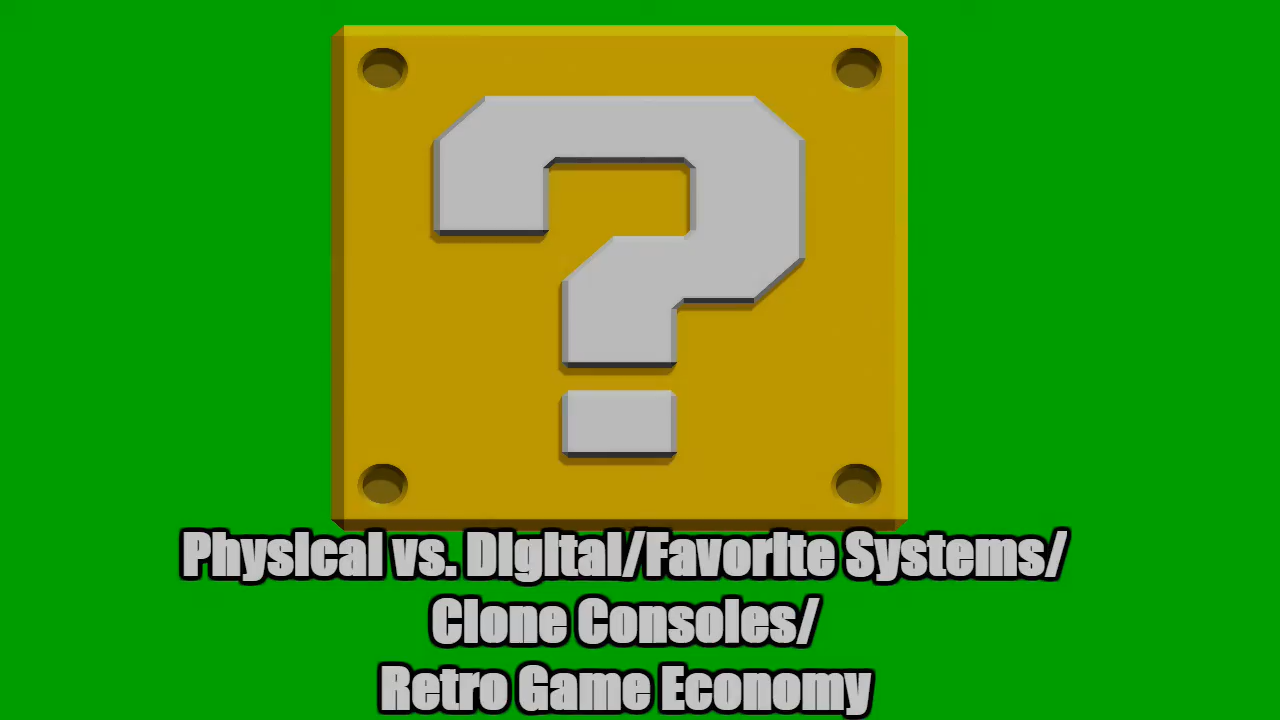 ?
Physical vs. Digital/Favorite Systems/
Clone Consoles/
Retro Game Economy